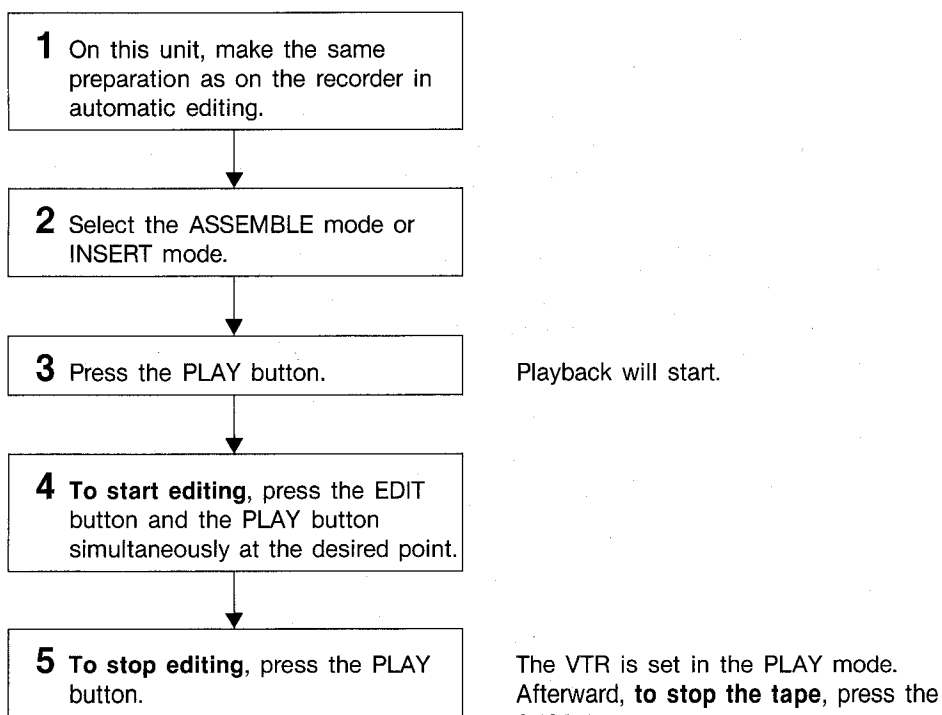 1 On this unit, make the same
preparation as on the recorder in
automatic editing.
2 Select the ASSEMBLE mode or
INSERT mode.
3 Press the PLAY button.
Playback will start.
4 To start editing, press the EDIT
button and the PLAY button
simultaneously at the desired point.
5 To stop editing, press the PLAY
button.
The VTR is set in the PLAY mode.
Afterward, to stop the tape, press the